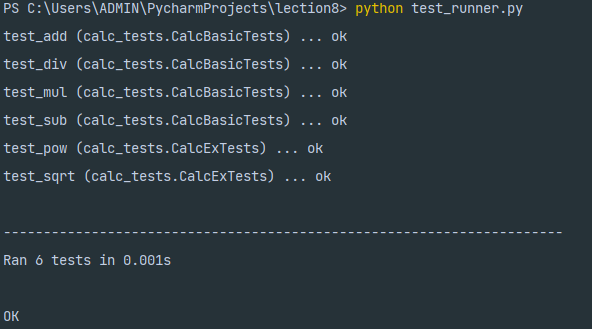 PS C:\Users\ADMIN\PycharmProjects\lection8> python test_runner.py
test_add (calc_tests.CalcBasicTests) ... ok
test_div (calc_tests.CalcBasicTests) ... ok
test_mul (calc_tests.CalcBasicTests) ... ok
test_sub (calc_tests.CalcBasicTests) ... ok
test_pow (calc_tests.CalcExTests) ... ok
test_sqrt (calc_tests.CalcExTests) ... ok
----------------------------------------------------------------------
Ran 6 tests in 0.001s
OK